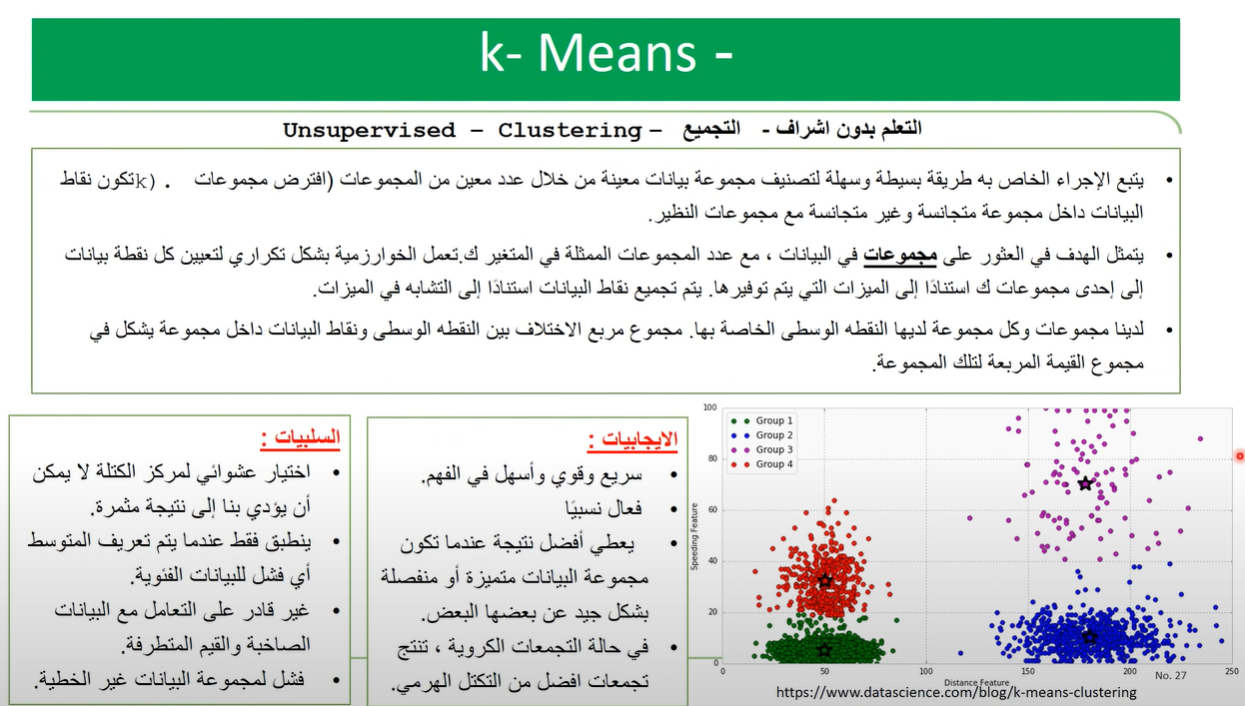 k- Means -
التعلم بدون اشراف - التجميع – Unsupervised – Clustering
• يتبع الإجراء الخاص به طريقة بسيطة وسهلة لتصنيف مجموعة بيانات معينة من خلال عدد معين من المجموعات (افترض مجموعات . (kتكون نقاط
البيانات داخل مجموعة متجانسة وغير متجانسة مع مجموعات النظير.
• يتمثل الهدف في العثور على مجموعات في البيانات ، مع عدد المجموعات الممثلة في المتغير ك.تعمل الخوارزمية بشكل تكراري لتعيين كل نقطة بيانات
إلى إحدى مجموعات ك استنادًا إلى الميزات التي يتم توفيرها. يتم تجميع نقاط البيانات استنادًا إلى التشابه في الميزات.
• لدينا مجموعات وكل مجموعة لديها النقطه الوسطى الخاصة بها. مجموع مربع الاختلاف بين النقطه الوسطى ونقاط البيانات داخل مجموعة يشكل في
مجموع القيمة المربعة لتلك المجموعة.
الايجابيات :
• سريع وقوي وأسهل في الفهم.
• فعال نسبيًا
• يعطي أفضل نتيجة عندما تكون
مجموعة البيانات متميزة أو منفصلة
بشكل جيد عن بعضها البعض.
• في حالة التجمعات الكروية ، تنتج
تجمعات افضل من التكتل الهرمي.
السلبيات :
• اختيار عشوائي لمركز الكتلة لا يمكن
أن يؤدي بنا إلى نتيجة مثمرة.
• ينطبق فقط عندما يتم تعريف المتوسط
أي فشل للبيانات الفئوية.
• غير قادر على التعامل مع البيانات
الصاخبة والقيم المتطرفة.
• فشل لمجموعة البيانات غير الخطية.
Group 1
Group 2
Group 3
Group 4
Speeding Feature
100
80
60
40
20
0
0 50 100 150 200 250
Distance Feature
No. 27
https://www.datascience.com/blog/k-means-clustering